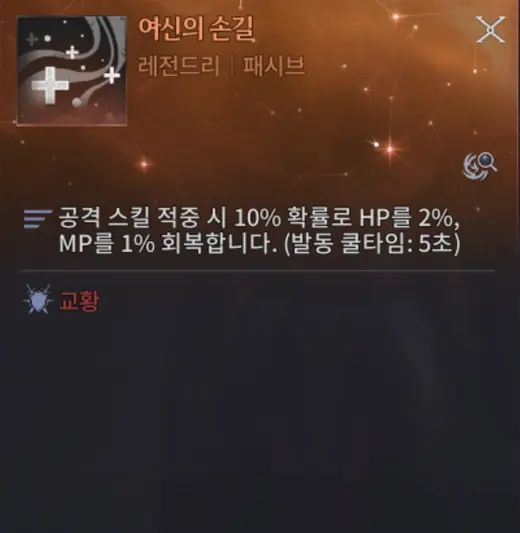 여신의 손길
레전드리 | 패시브
공격 스킬 적중 시 10% 확률로 HP를 2%,
MP를 1% 회복합니다. (발동 쿨타임: 5초)
교황